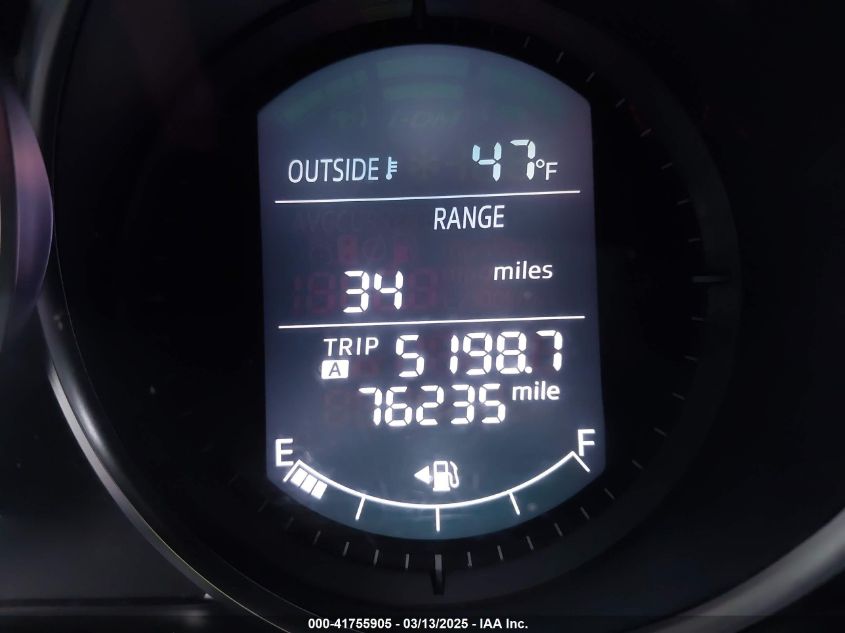 OUTSIDE 47°F
RANGE
34 miles
TRIP A 5198.7
76235 mile
E F
000-41755905 - 03/13/2025 - IAA Inc.